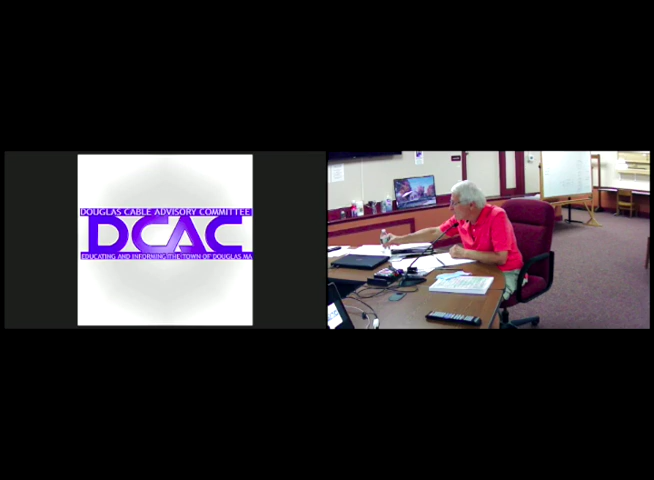 DOUGLAS CABLE ADVISORY COMMITTEE
DCAC
EDUCATING AND INFORMING THE TOWN OF DOUGLAS MA